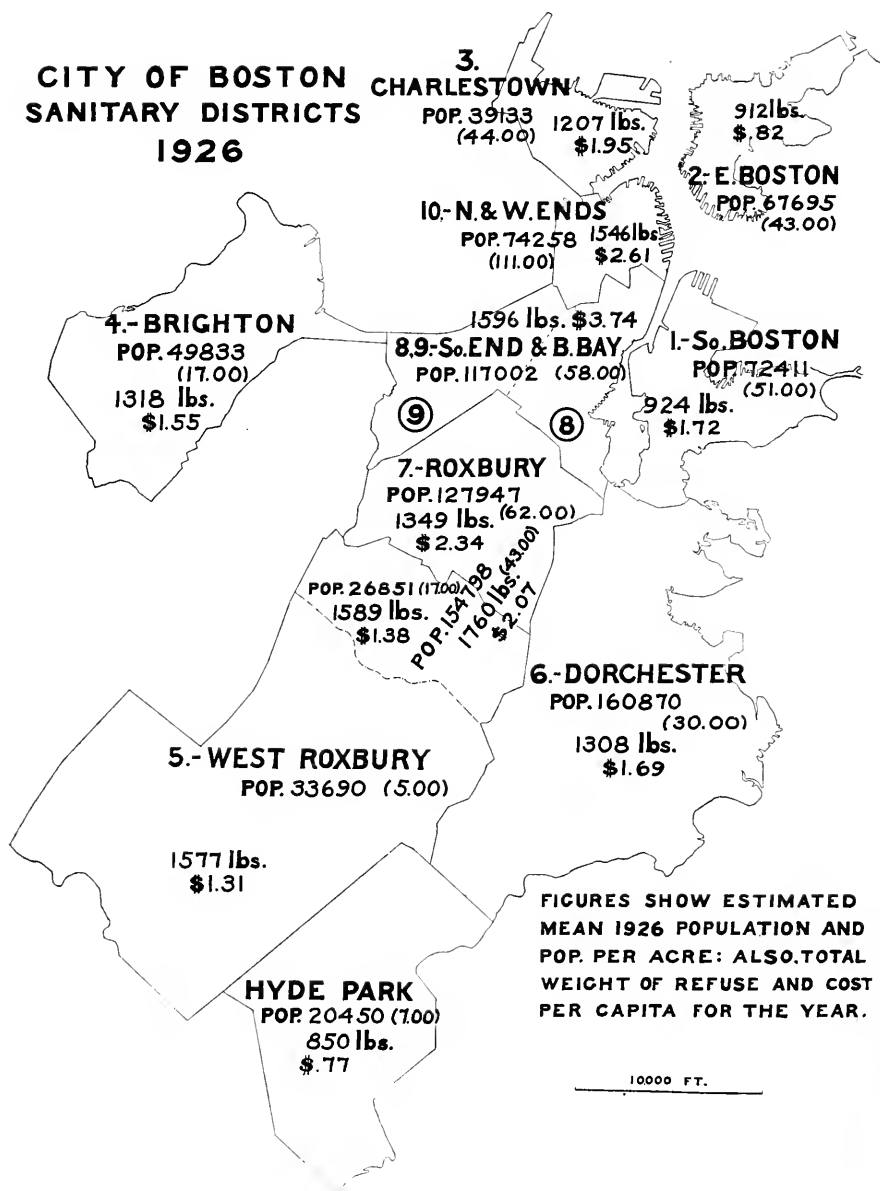 CITY OF BOSTON
SANITARY DISTRICTS
1926
3.
CHARLESTOWN
POP. 39133
(44.00)
1207 lbs.
$1.95
912 lbs.
$.82
2.- E. BOSTON
POP. 67695
(43.00)
10.- N. & W. ENDS
POP. 74258
(111.00)
1546 lbs.
$2.61
4.- BRIGHTON
POP. 49833
(17.00)
1318 lbs.
$1.55
1596 lbs. $3.74
8,9.- So. END & B. BAY
POP. 117002 (58.00)
9
8
1.- So. BOSTON
POP. 72411
(51.00)
924 lbs.
$1.72
7.- ROXBURY
POP. 127947
1349 lbs. (62.00)
$2.34
POP. 26851 (17.00)
1589 lbs.
$1.38
POP. 154798 (43.00)
1760 lbs.
$2.07
6.- DORCHESTER
POP. 160870
(30.00)
1308 lbs.
$1.69
5.- WEST ROXBURY
POP. 33690 (5.00)
1577 lbs.
$1.31
HYDE PARK
POP. 20450 (7.00)
850 lbs.
$.77
FIGURES SHOW ESTIMATED
MEAN 1926 POPULATION AND
POP. PER ACRE: ALSO, TOTAL
WEIGHT OF REFUSE AND COST
PER CAPITA FOR THE YEAR.
10000 FT.